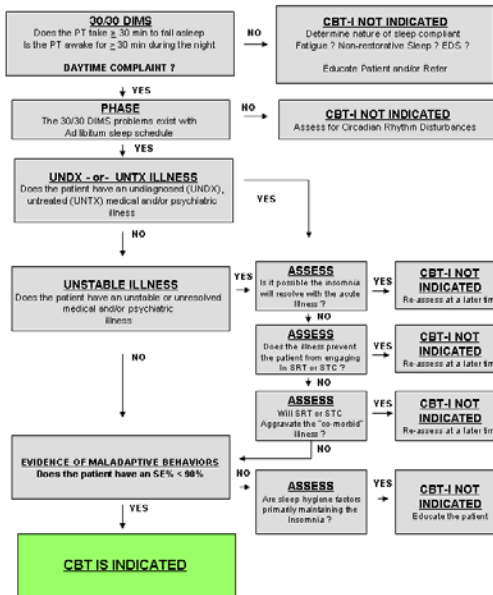 30/30 DIMS
Does the PT take > 30 min to fall asleep
Is the PT awake for > 30 min during the night
DAYTIME COMPLAINT ?
NO
CBT-I NOT INDICATED
Determine nature of sleep compliant
Fatigue ? Non-restorative Sleep ? EDS ?
Educate Patient and/or Refer
YES
PHASE
The 30/30 DIMS problems exist with
Ad libitum sleep schedule
NO
CBT-I NOT INDICATED
Assess for Circadian Rhythm Disturbances
YES
UNDX - or- UNTX ILLNESS
Does the patient have an undiagnosed (UNDX),
untreated (UNTX) medical and/or psychiatric
illness
YES
NO
UNSTABLE ILLNESS
Does the patient have an unstable or unresolved
medical and/or psychiatric
illness
YES
ASSESS
Is it possible the insomnia
will resolve with the acute
Illness ?
YES
CBT-I NOT
INDICATED
Re-assess at a later time
NO
ASSESS
Does the illness prevent
the patient from engaging
In SRT or STC ?
YES
CBT-I NOT
INDICATED
Re-assess at a later time
NO
NO
ASSESS
Will SRT or STC
Aggravate the "co-morbid"
Illness ?
YES
CBT-I NOT
INDICATED
Re-assess at a later time
NO
EVIDENCE OF MALADAPTIVE BEHAVIORS
Does the patient have an SE% < 90%
NO
ASSESS
Are sleep hygiene factors
primarily maintaining the
Insomnia ?
YES
CBT-I NOT
INDICATED
Educate the patient
YES
CBT IS INDICATED